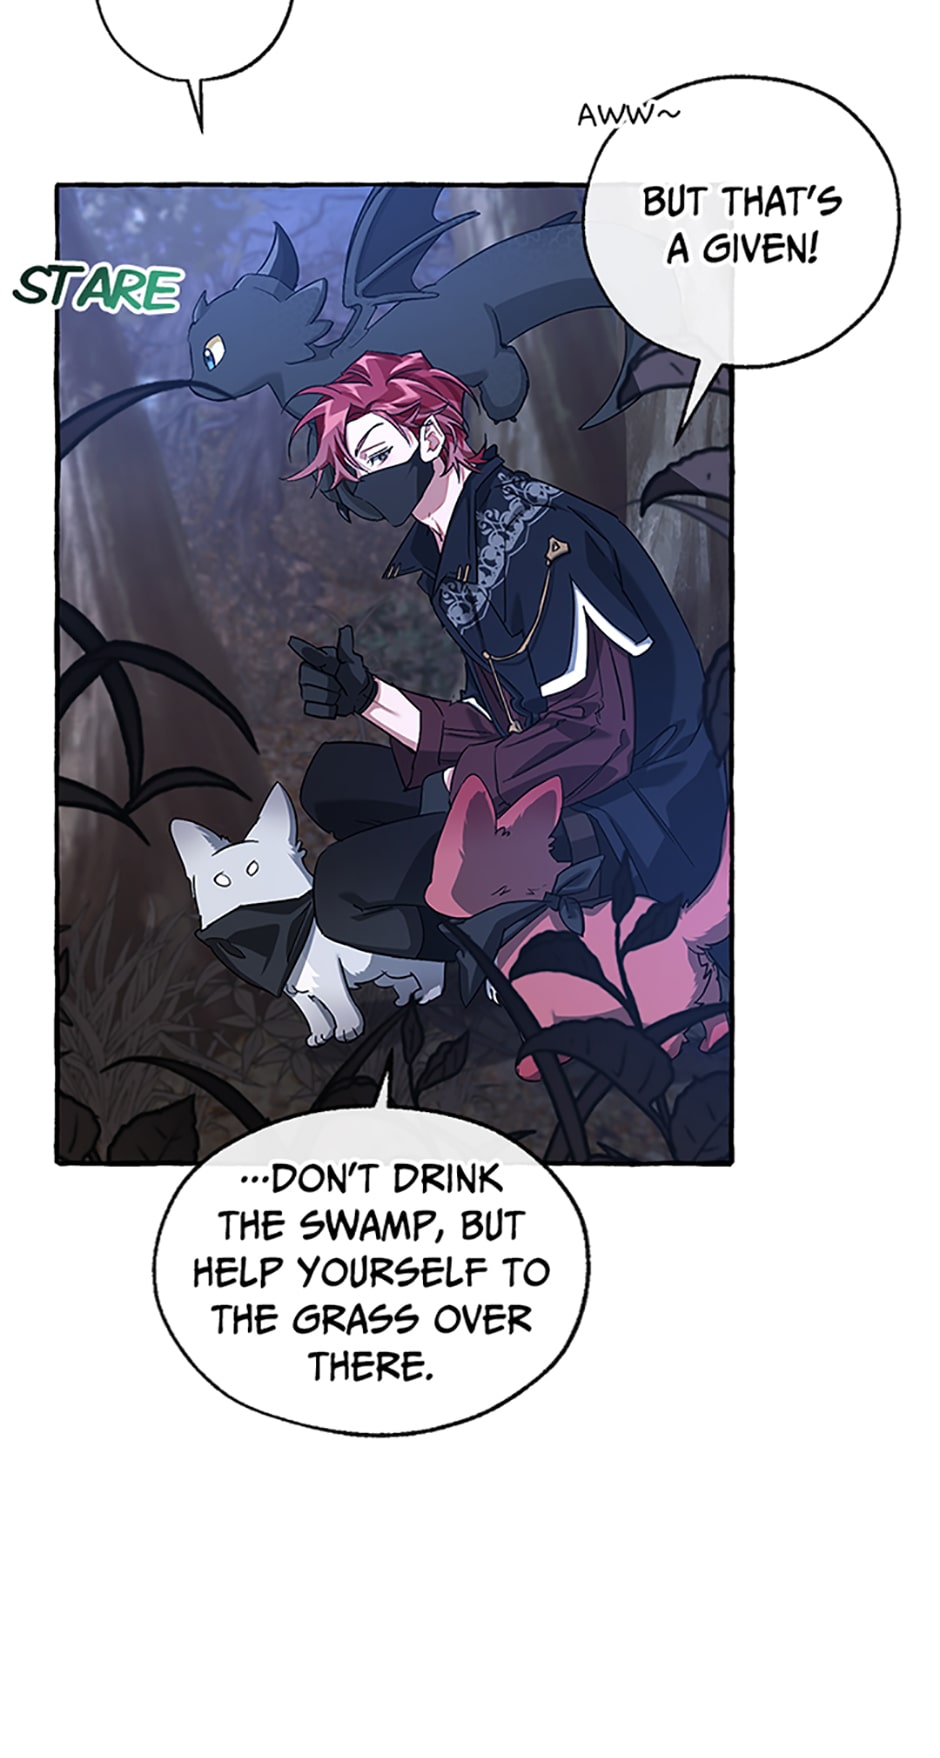 AWW~
BUT THAT'S
A GIVEN!
STARE
...DON'T DRINK
THE SWAMP, BUT
HELP YOURSELF TO
THE GRASS OVER
THERE.